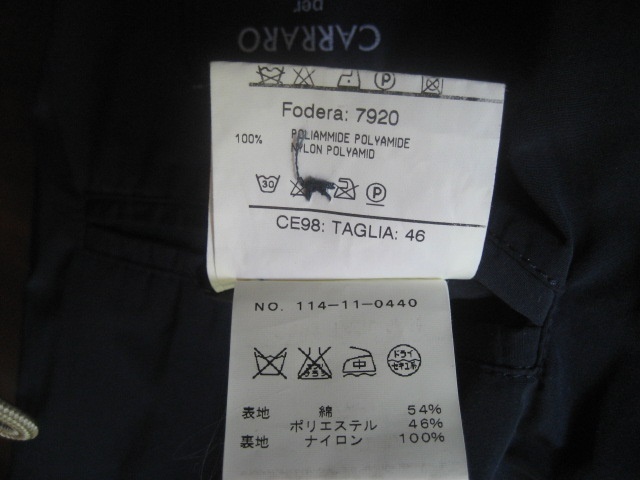 per
CARRARO
Fodera: 7920
100% POLIAMMIDE POLYAMIDE
NYLON POLYAMID
30 P
CE98: TAGLIA: 46
NO. 114-11-0440
中 ドライ セキユ系
表地 綿 54%
ポリエステル 46%
裏地 ナイロン 100%